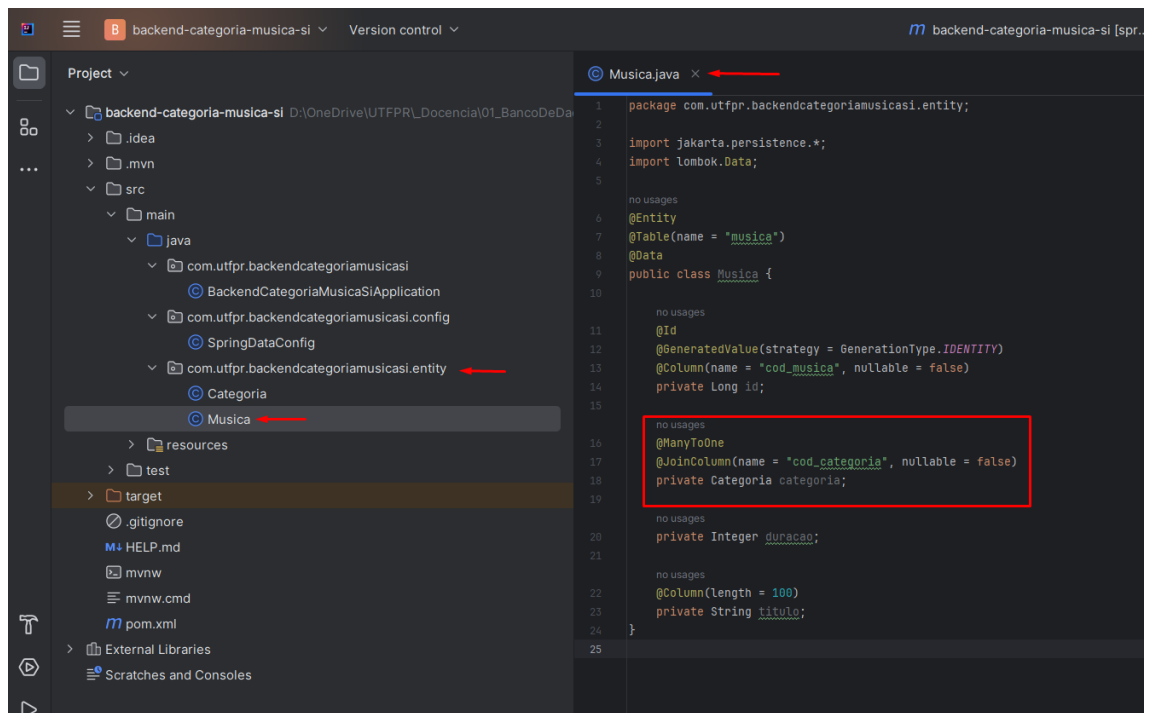 B backend-categoria-musica-si Version control m backend-categoria-musica-si [spr...
Project
backend-categoria-musica-si D:\OneDrive\UTFPR\_Docencia\01_BancoDeDa
.idea
.mvn
src
main
java
com.utfpr.backendcategoriamusicasi
BackendCategoriaMusicaSiApplication
com.utfpr.backendcategoriamusicasi.config
SpringDataConfig
com.utfpr.backendcategoriamusicasi.entity
Categoria
Musica
resources
test
target
.gitignore
HELP.md
mvnw
mvnw.cmd
pom.xml
External Libraries
Scratches and Consoles
Musica.java
1 package com.utfpr.backendcategoriamusicasi.entity;
2
3 import jakarta.persistence.*;
4 import lombok.Data;
5
no usages
6 @Entity
7 @Table(name = "musica")
8 @Data
9 public class Musica {
10
no usages
11 @Id
12 @GeneratedValue(strategy = GenerationType.IDENTITY)
13 @Column(name = "cod_musica", nullable = false)
14 private Long id;
15
no usages
16 @ManyToOne
17 @JoinColumn(name = "cod_categoria", nullable = false)
18 private Categoria categoria;
19
no usages
20 private Integer duracao;
21
no usages
22 @Column(length = 100)
23 private String titulo;
24 }
25